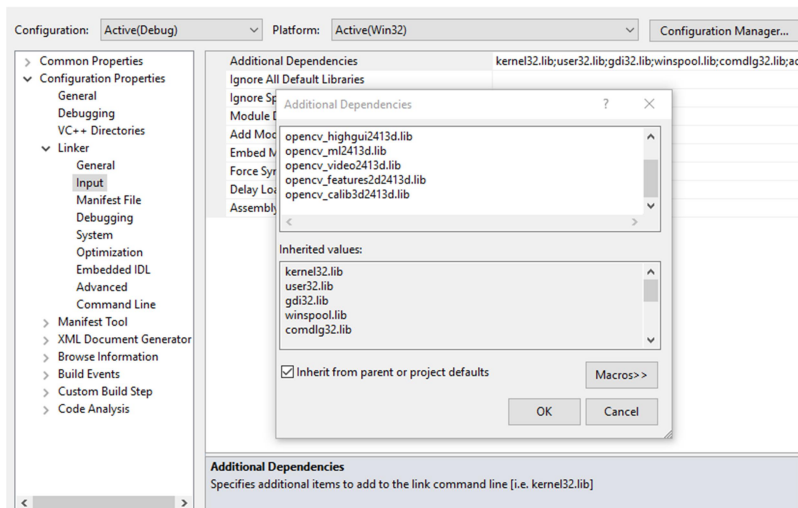 Configuration: Active(Debug) Platform: Active(Win32) Configuration Manager...
Common Properties
Configuration Properties
General
Debugging
VC++ Directories
Linker
General
Input
Manifest File
Debugging
System
Optimization
Embedded IDL
Advanced
Command Line
Manifest Tool
XML Document Generator
Browse Information
Build Events
Custom Build Step
Code Analysis
Additional Dependencies kernel32.lib;user32.lib;gdi32.lib;winspool.lib;comdlg32.lib;ad
Ignore All Default Libraries
Ignore Sp
Module D
Add Mod
Embed M
Force Syr
Delay Loa
Assembly
Additional Dependencies ? ×
opencv_highgui2413d.lib
opencv_ml2413d.lib
opencv_video2413d.lib
opencv_features2d2413d.lib
opencv_calib3d2413d.lib
Inherited values:
kernel32.lib
user32.lib
gdi32.lib
winspool.lib
comdlg32.lib
Inherit from parent or project defaults
Macros>>
OK Cancel
Additional Dependencies
Specifies additional items to add to the link command line [i.e. kernel32.lib]